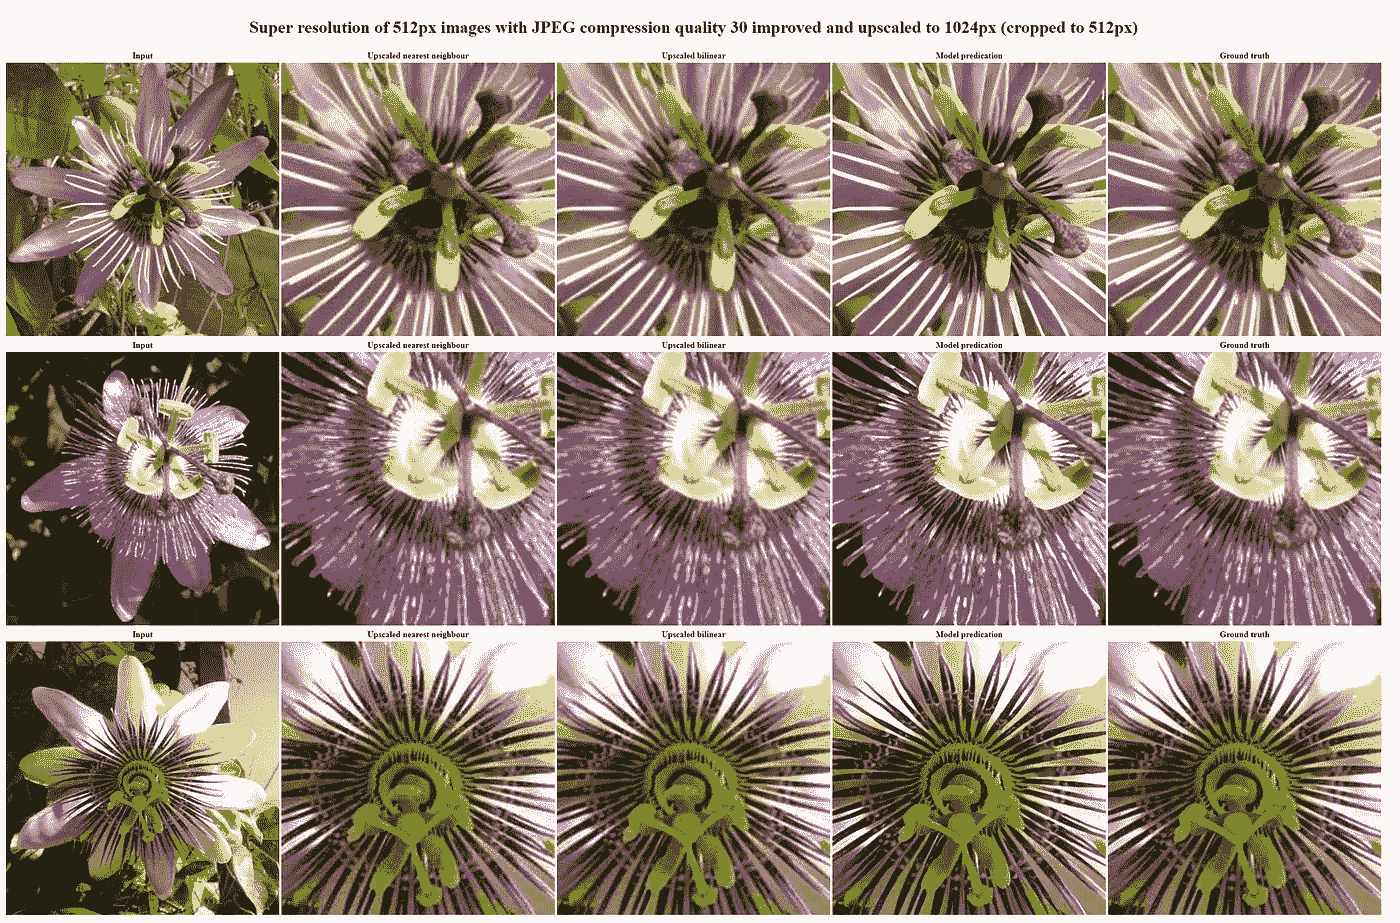 Super resolution of 512px images with JPEG compression quality 30 improved and upscaled to 1024px (cropped to 512px)
Input Upscaled nearest neighbour Upscaled bilinear Model predication Ground truth
Input Upscaled nearest neighbour Upscaled bilinear Model predication Ground truth
Input Upscaled nearest neighbour Upscaled bilinear Model predication Ground truth